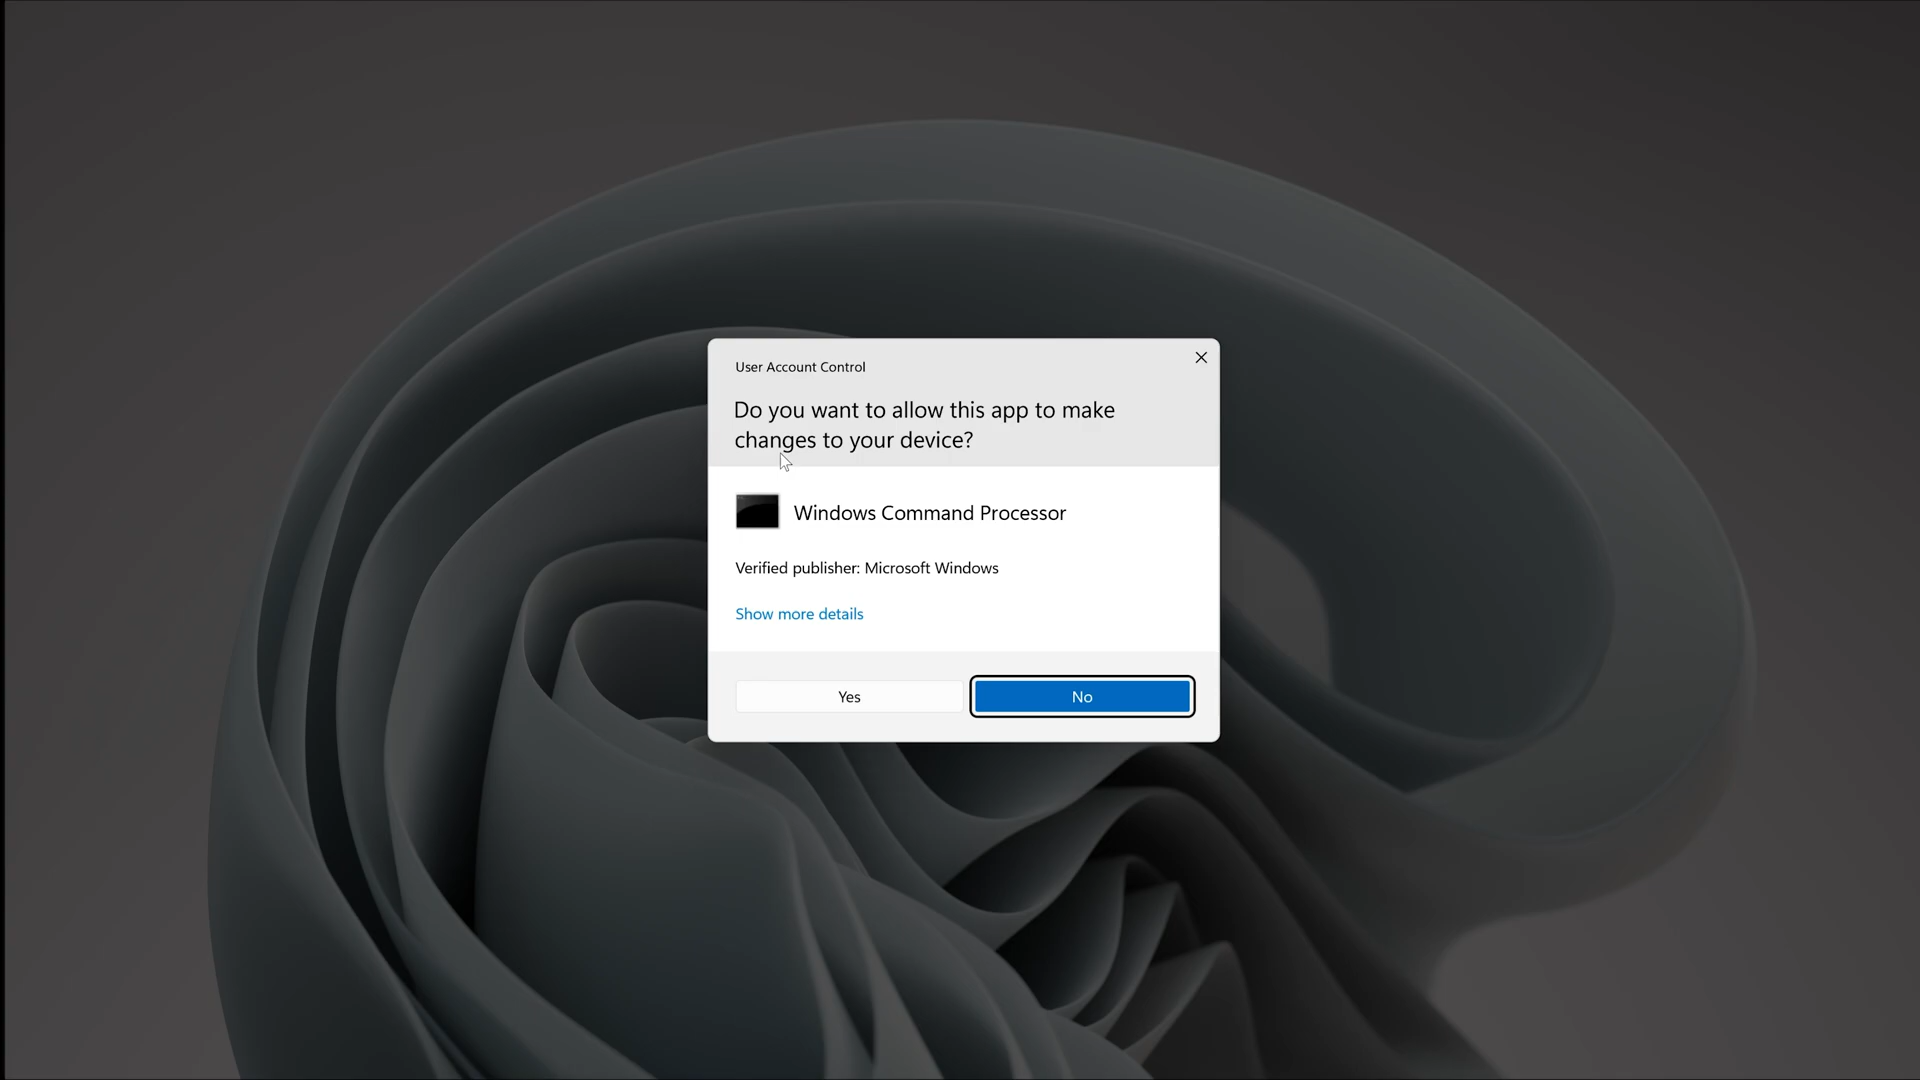 User Account Control
Do you want to allow this app to make
changes to your device?
Windows Command Processor
Verified publisher: Microsoft Windows
Show more details
Yes
No